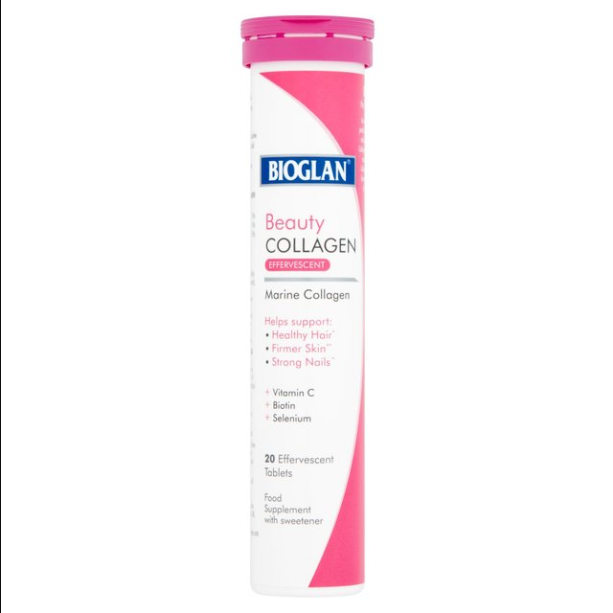 BIOGLAN®
Beauty
COLLAGEN
EFFERVESCENT
Marine Collagen
Helps support:
• Healthy Hair*
• Firmer Skin**
• Strong Nails*
+ Vitamin C
+ Biotin
+ Selenium
20 Effervescent
Tablets
Food
Supplement
with sweetener